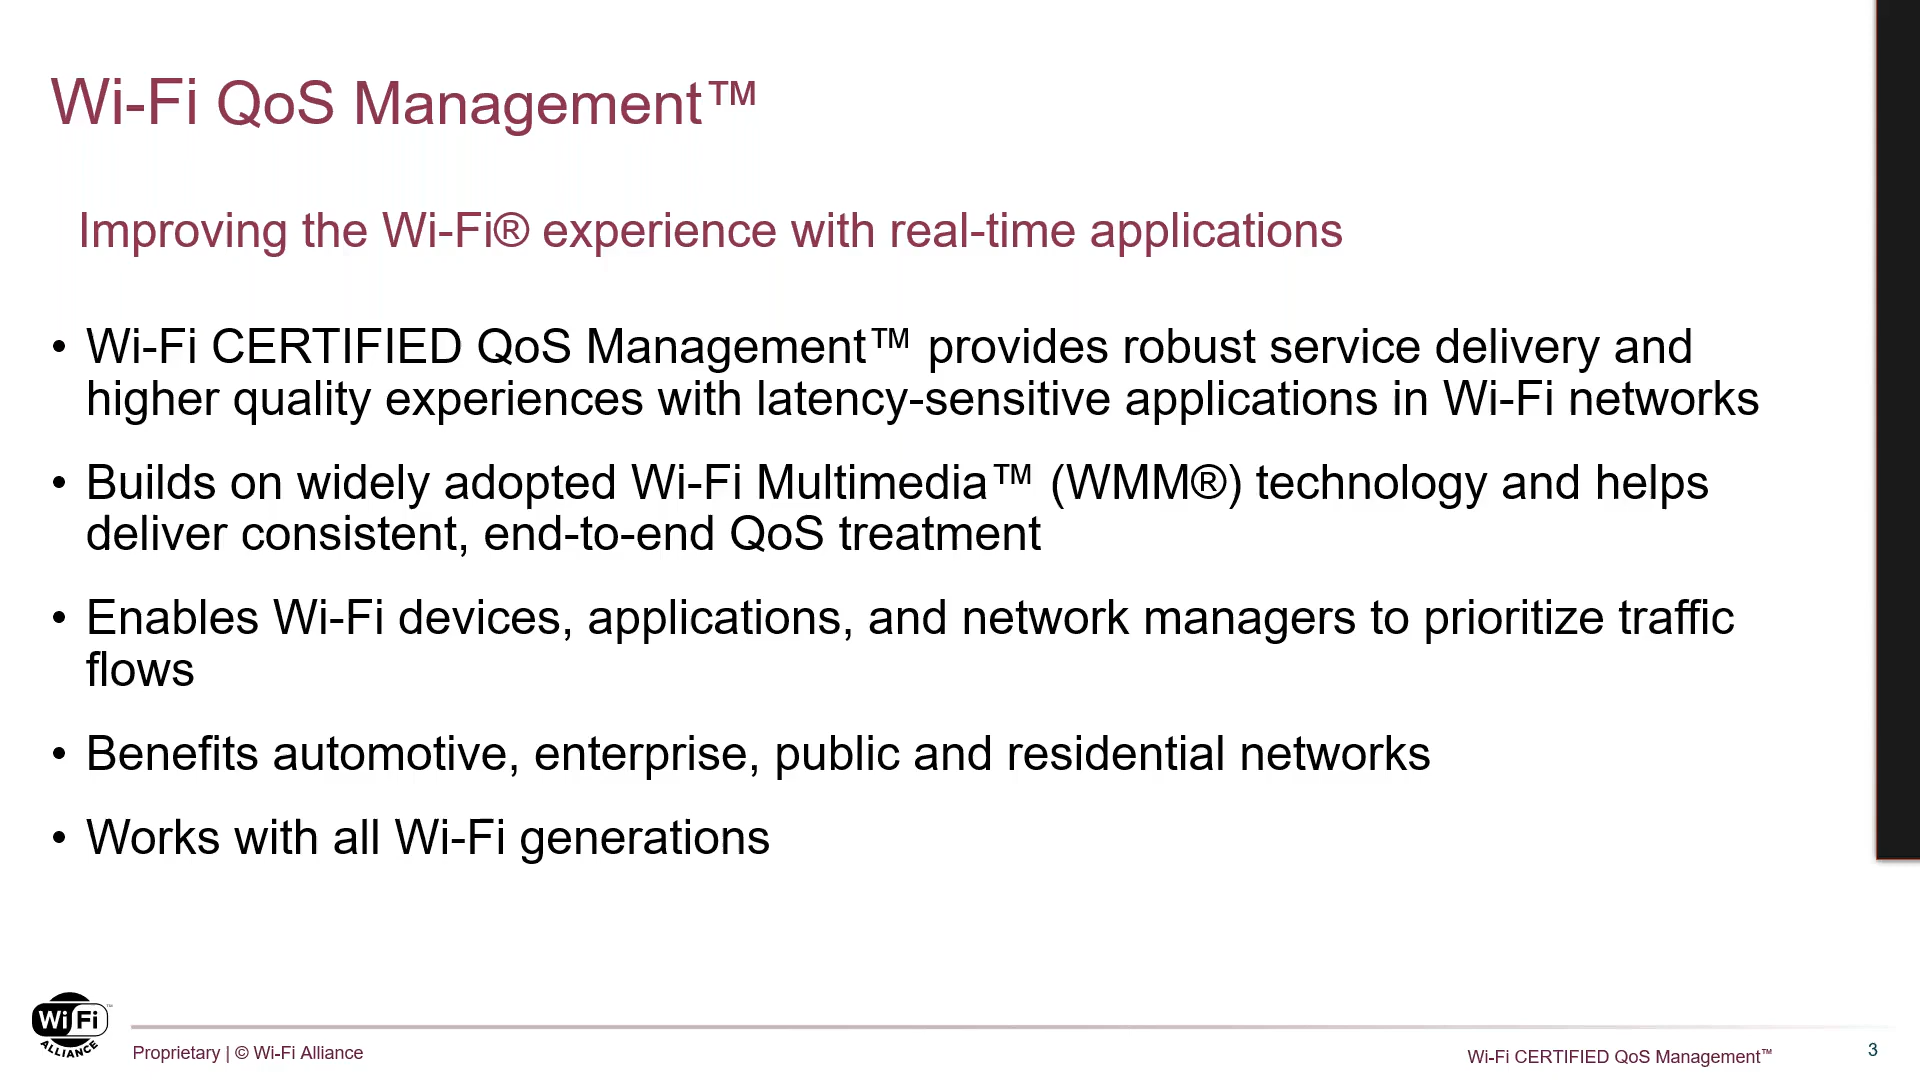 Wi-Fi QoS Management™
Improving the Wi-Fi® experience with real-time applications
• Wi-Fi CERTIFIED QoS Management™ provides robust service delivery and
higher quality experiences with latency-sensitive applications in Wi-Fi networks
• Builds on widely adopted Wi-Fi Multimedia™ (WMM®) technology and helps
deliver consistent, end-to-end QoS treatment
• Enables Wi-Fi devices, applications, and network managers to prioritize traffic
flows
• Benefits automotive, enterprise, public and residential networks
• Works with all Wi-Fi generations
Wi Fi™
ALLIANCE
Proprietary | © Wi-Fi Alliance
Wi-Fi CERTIFIED QoS Management™
3